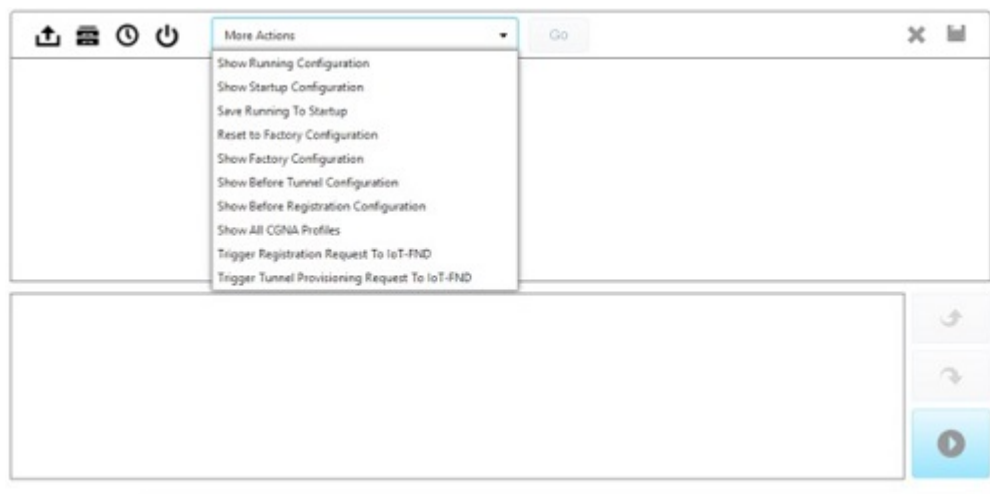 More Actions
Go
Show Running Configuration
Show Startup Configuration
Save Running To Startup
Reset to Factory Configuration
Show Factory Configuration
Show Before Tunnel Configuration
Show Before Registration Configuration
Show All CGNA Profiles
Trigger Registration Request To IoT-FND
Trigger Tunnel Provisioning Request To IoT-FND